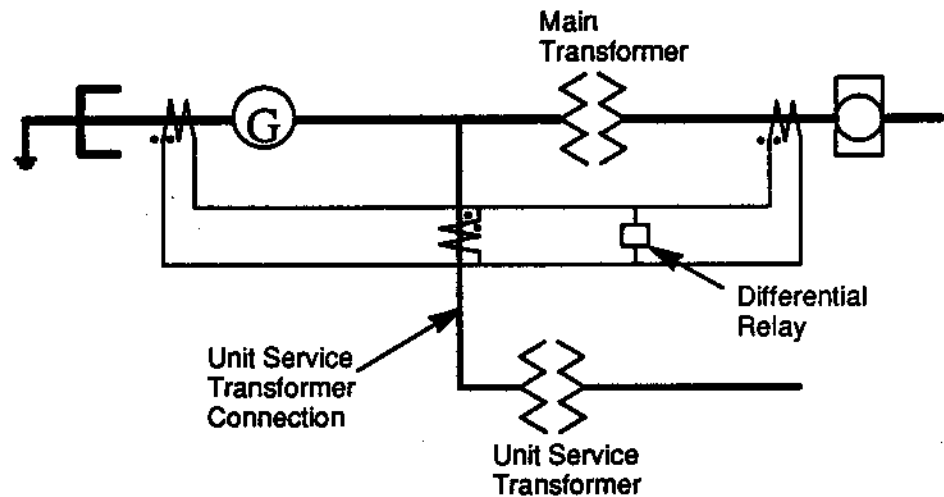 Main
Transformer
G
Differential
Relay
Unit Service
Transformer
Connection
Unit Service
Transformer